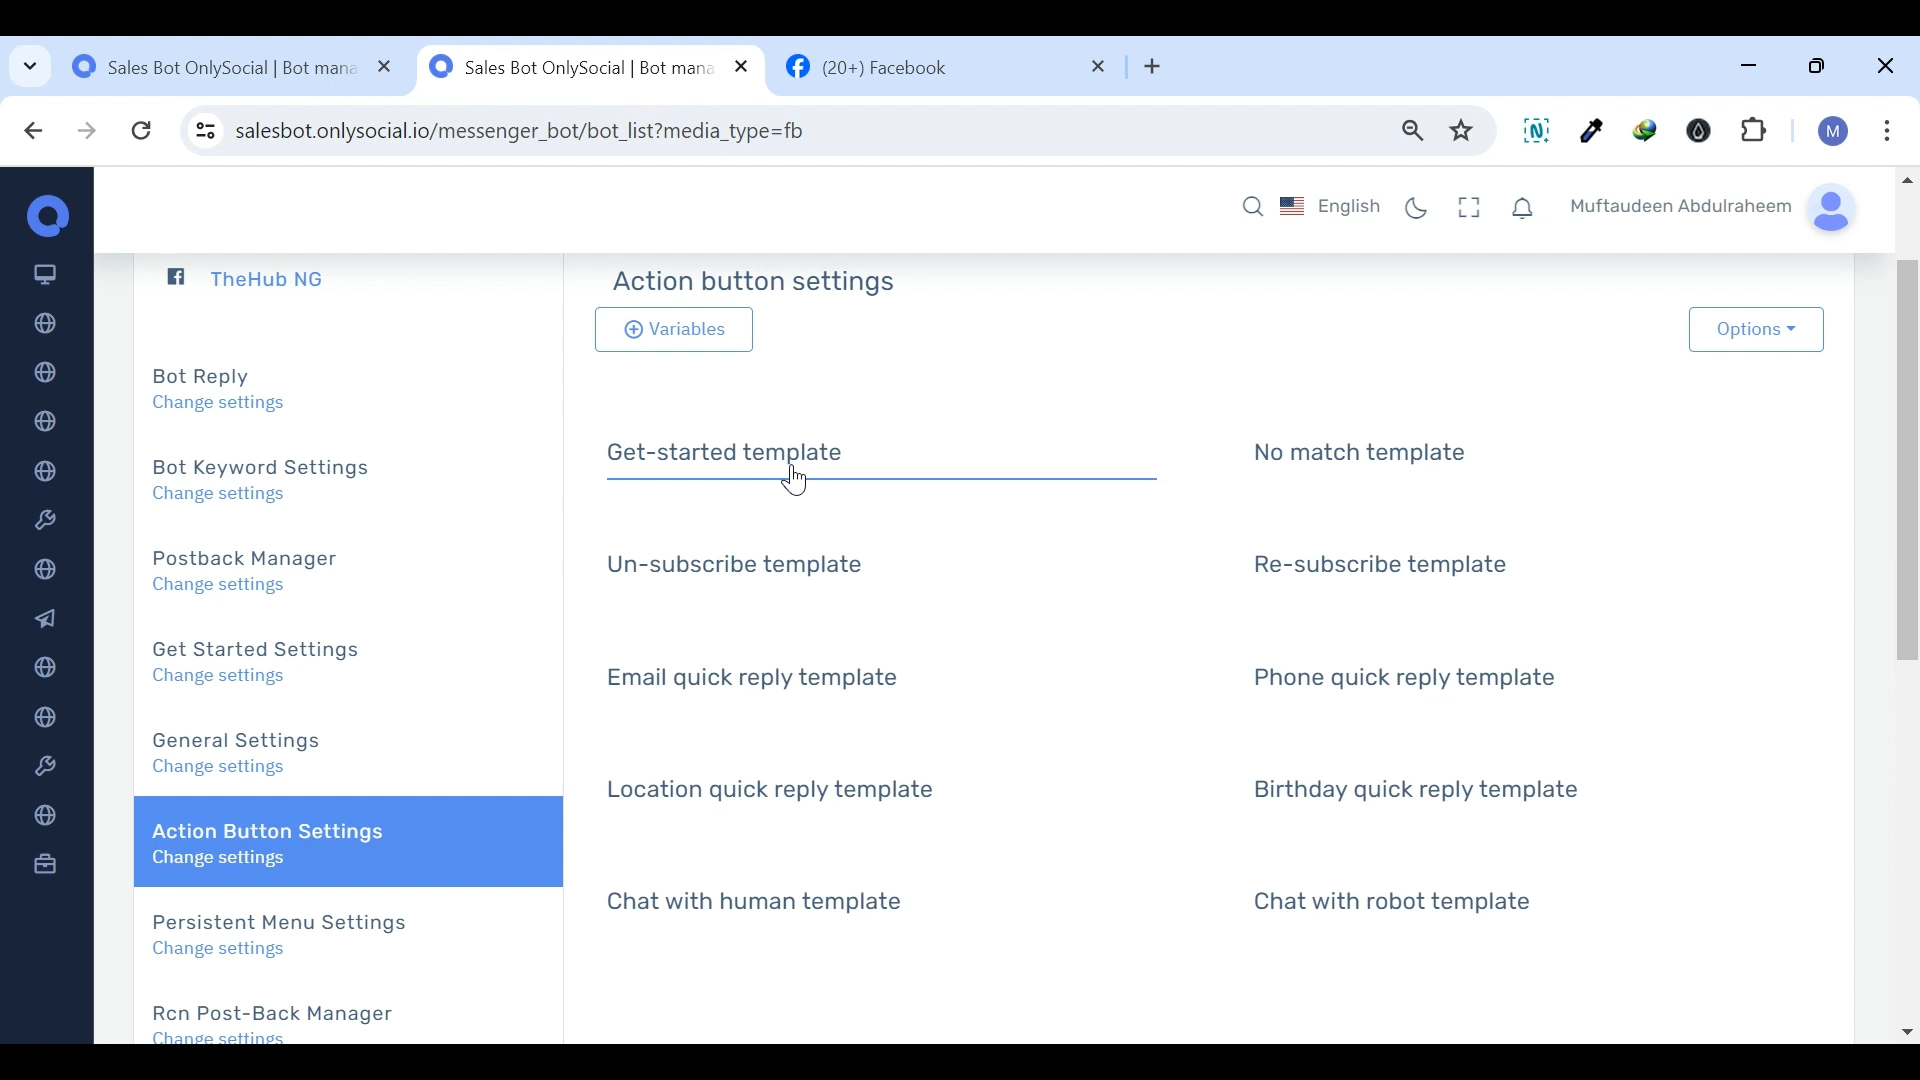 Sales Bot OnlySocial | Bot mana
Sales Bot OnlySocial | Bot mana
(20+) Facebook
salesbot.onlysocial.io/messenger_bot/bot_list?media_type=fb
M
English
Muftaudeen Abdulraheem
TheHub NG
Bot Reply
Change settings
Bot Keyword Settings
Change settings
Postback Manager
Change settings
Get Started Settings
Change settings
General Settings
Change settings
Action Button Settings
Change settings
Persistent Menu Settings
Change settings
Rcn Post-Back Manager
Change settings
Action button settings
Variables
Options
Get-started template
No match template
Un-subscribe template
Re-subscribe template
Email quick reply template
Phone quick reply template
Location quick reply template
Birthday quick reply template
Chat with human template
Chat with robot template